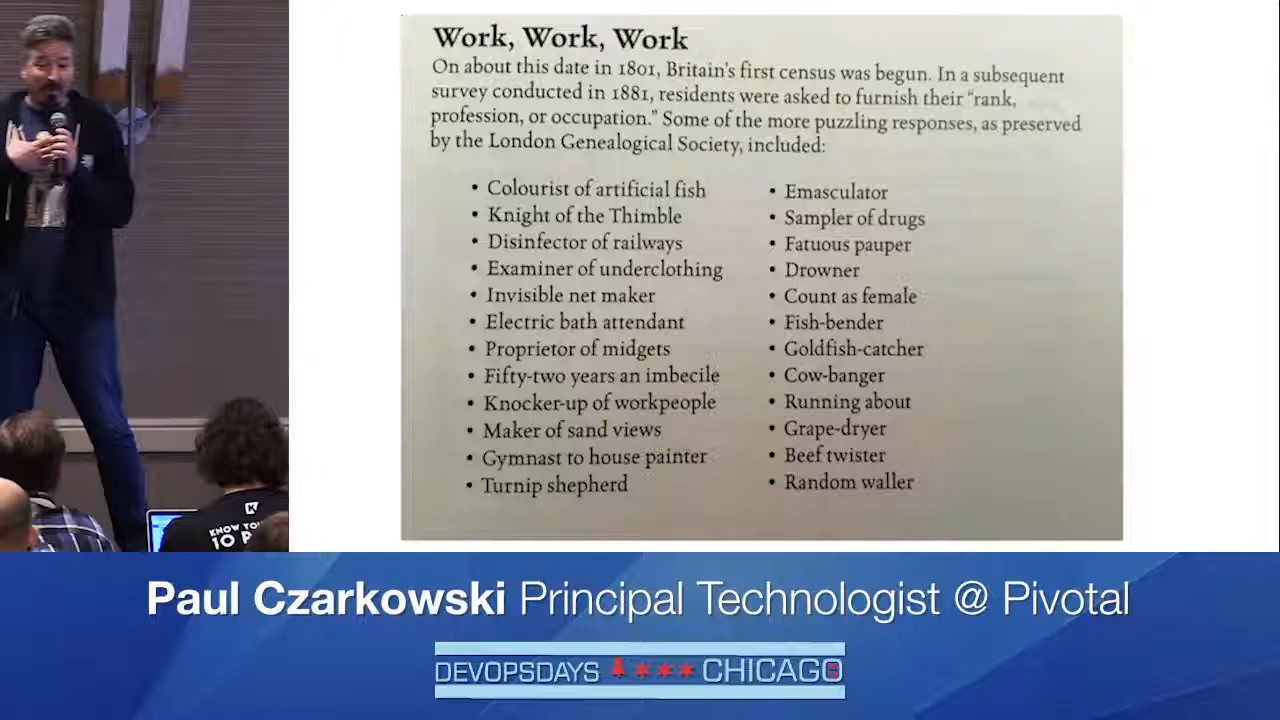 Work, Work, Work
On about this date in 1801, Britain's first census was begun. In a subsequent
survey conducted in 1881, residents were asked to furnish their "rank,
profession, or occupation." Some of the more puzzling responses, as preserved
by the London Genealogical Society, included:
• Colourist of artificial fish
• Knight of the Thimble
• Disinfector of railways
• Examiner of underclothing
• Invisible net maker
• Electric bath attendant
• Proprietor of midgets
• Fifty-two years an imbecile
• Knocker-up of workpeople
• Maker of sand views
• Gymnast to house painter
• Turnip shepherd
• Emasculator
• Sampler of drugs
• Fatuous pauper
• Drowner
• Count as female
• Fish-bender
• Goldfish-catcher
• Cow-banger
• Running about
• Grape-dryer
• Beef twister
• Random waller
K
KNOW YO
10
Paul Czarkowski Principal Technologist @ Pivotal
DEVOPSDAYS CHICAGO